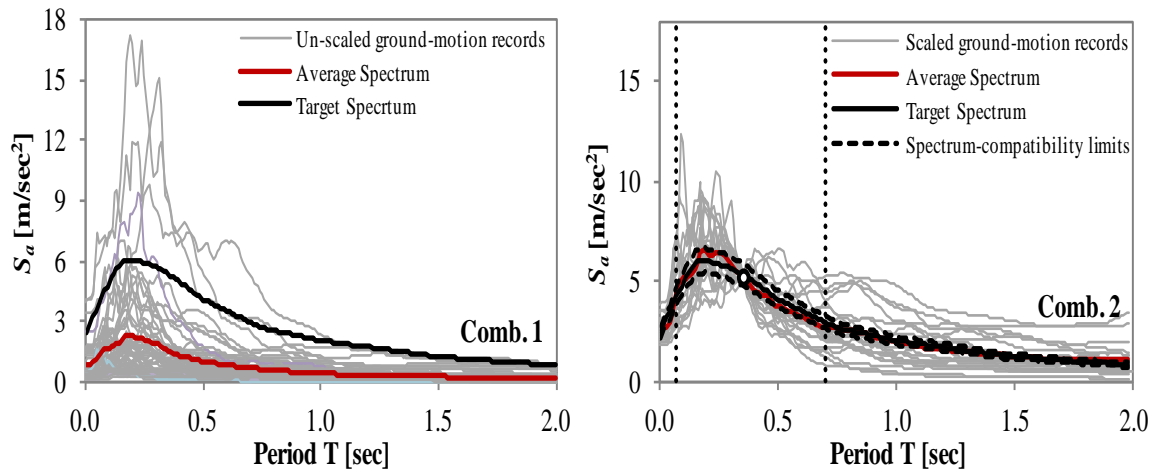 18
15
12
9
6
3
0
Sa [m/sec²]
Un-scaled ground-motion records
Average Spectrum
Target Specrtum
Comb. 1
0.0 0.5 1.0 1.5 2.0
Period T [sec]
15
10
5
0
Sa [m/sec²]
Scaled ground-motion records
Average Spectrum
Target Spectrum
Spectrum-compatibility limits
Comb. 2
0.0 0.5 1.0 1.5 2.0
Period T [sec]